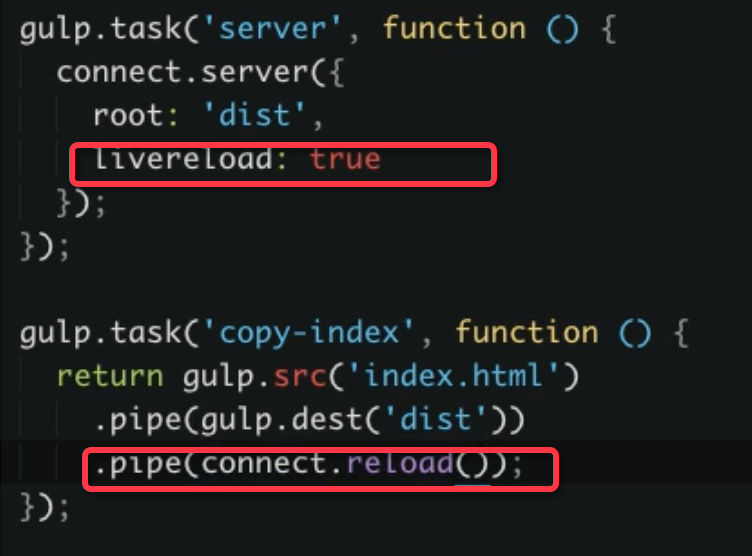 gulp.task('server', function () {
connect.server({
root: 'dist',
livereload: true
});
});
gulp.task('copy-index', function () {
return gulp.src('index.html')
.pipe(gulp.dest('dist'))
.pipe(connect.reload());
});